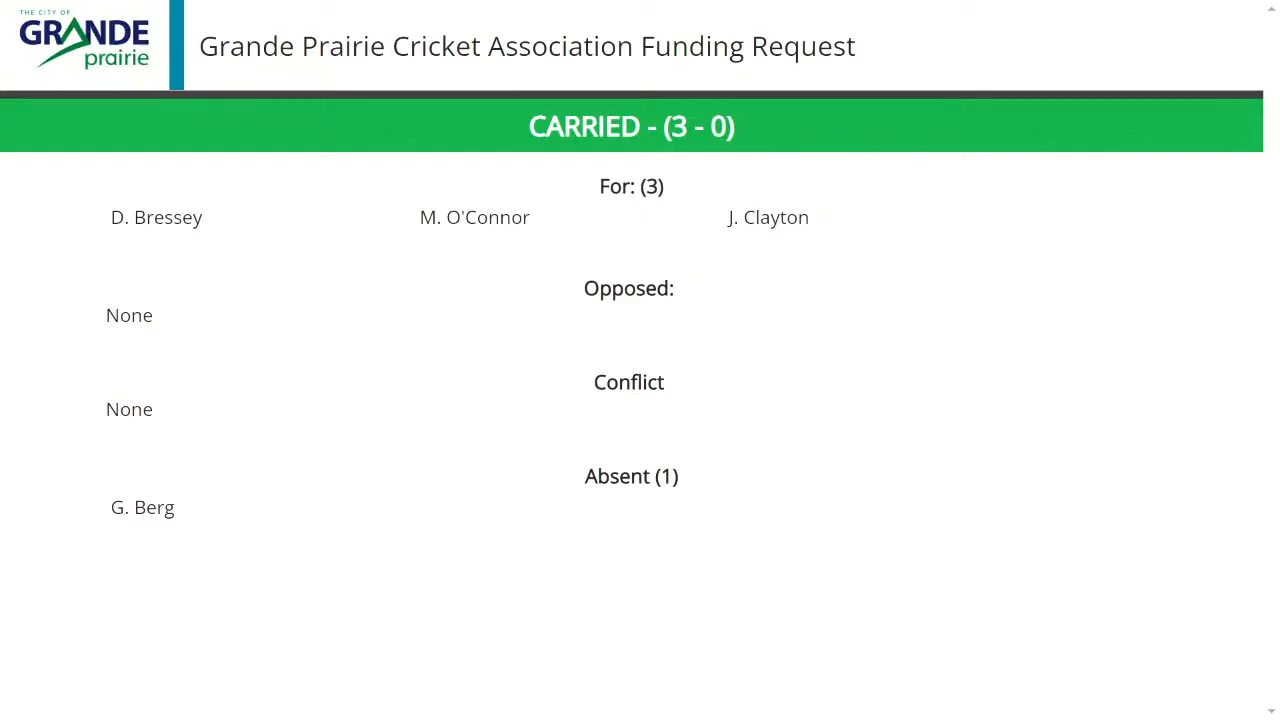 THE CITY OF
GRANDE
prairie
Grande Prairie Cricket Association Funding Request
CARRIED - (3 - 0)
For: (3)
D. Bressey M. O'Connor J. Clayton
Opposed:
None
Conflict
None
Absent (1)
G. Berg